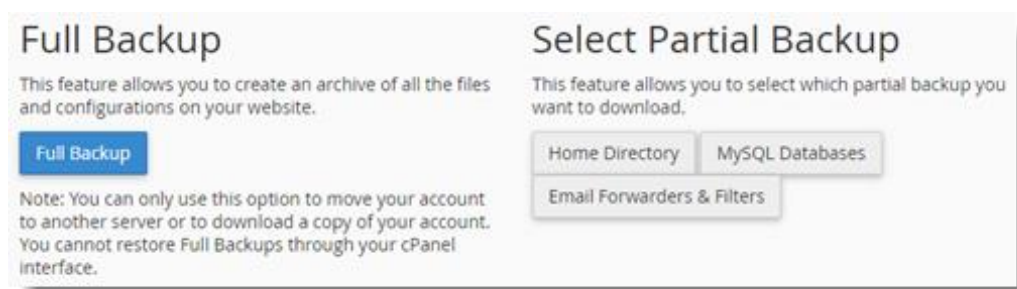 Full Backup
This feature allows you to create an archive of all the files
and configurations on your website.
Full Backup
Note: You can only use this option to move your account
to another server or to download a copy of your account.
You cannot restore Full Backups through your cPanel
interface.
Select Partial Backup
This feature allows you to select which partial backup you
want to download.
Home Directory
MySQL Databases
Email Forwarders & Filters